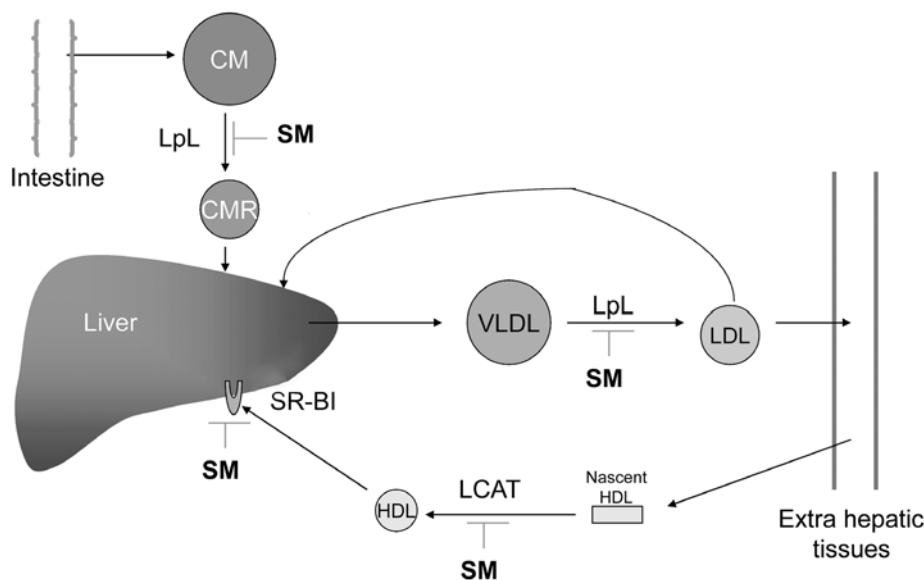 CM
LpL
SM
Intestine
CMR
Liver
VLDL
LpL
LDL
SM
SR-BI
SM
HDL
LCAT
Nascent
HDL
SM
Extra hepatic
tissues